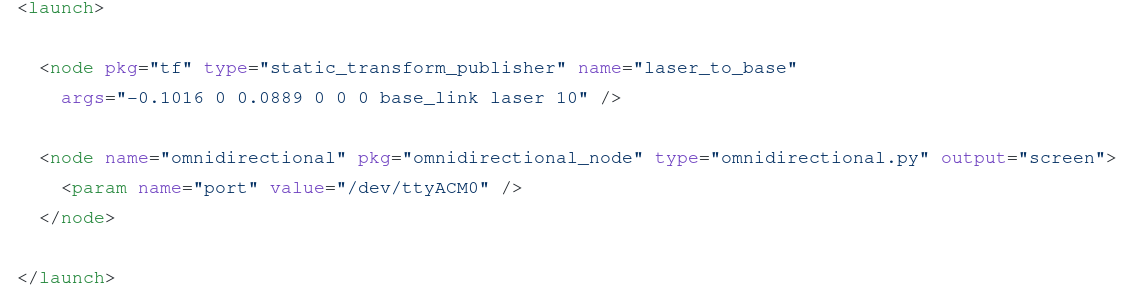 <launch>
<node pkg="tf" type="static_transform_publisher" name="laser_to_base"
args="-0.1016 0 0.0889 0 0 0 base_link laser 10" />
<node name="omnidirectional" pkg="omnidirectional_node" type="omnidirectional.py" output="screen">
<param name="port" value="/dev/ttyACM0" />
</node>
</launch>